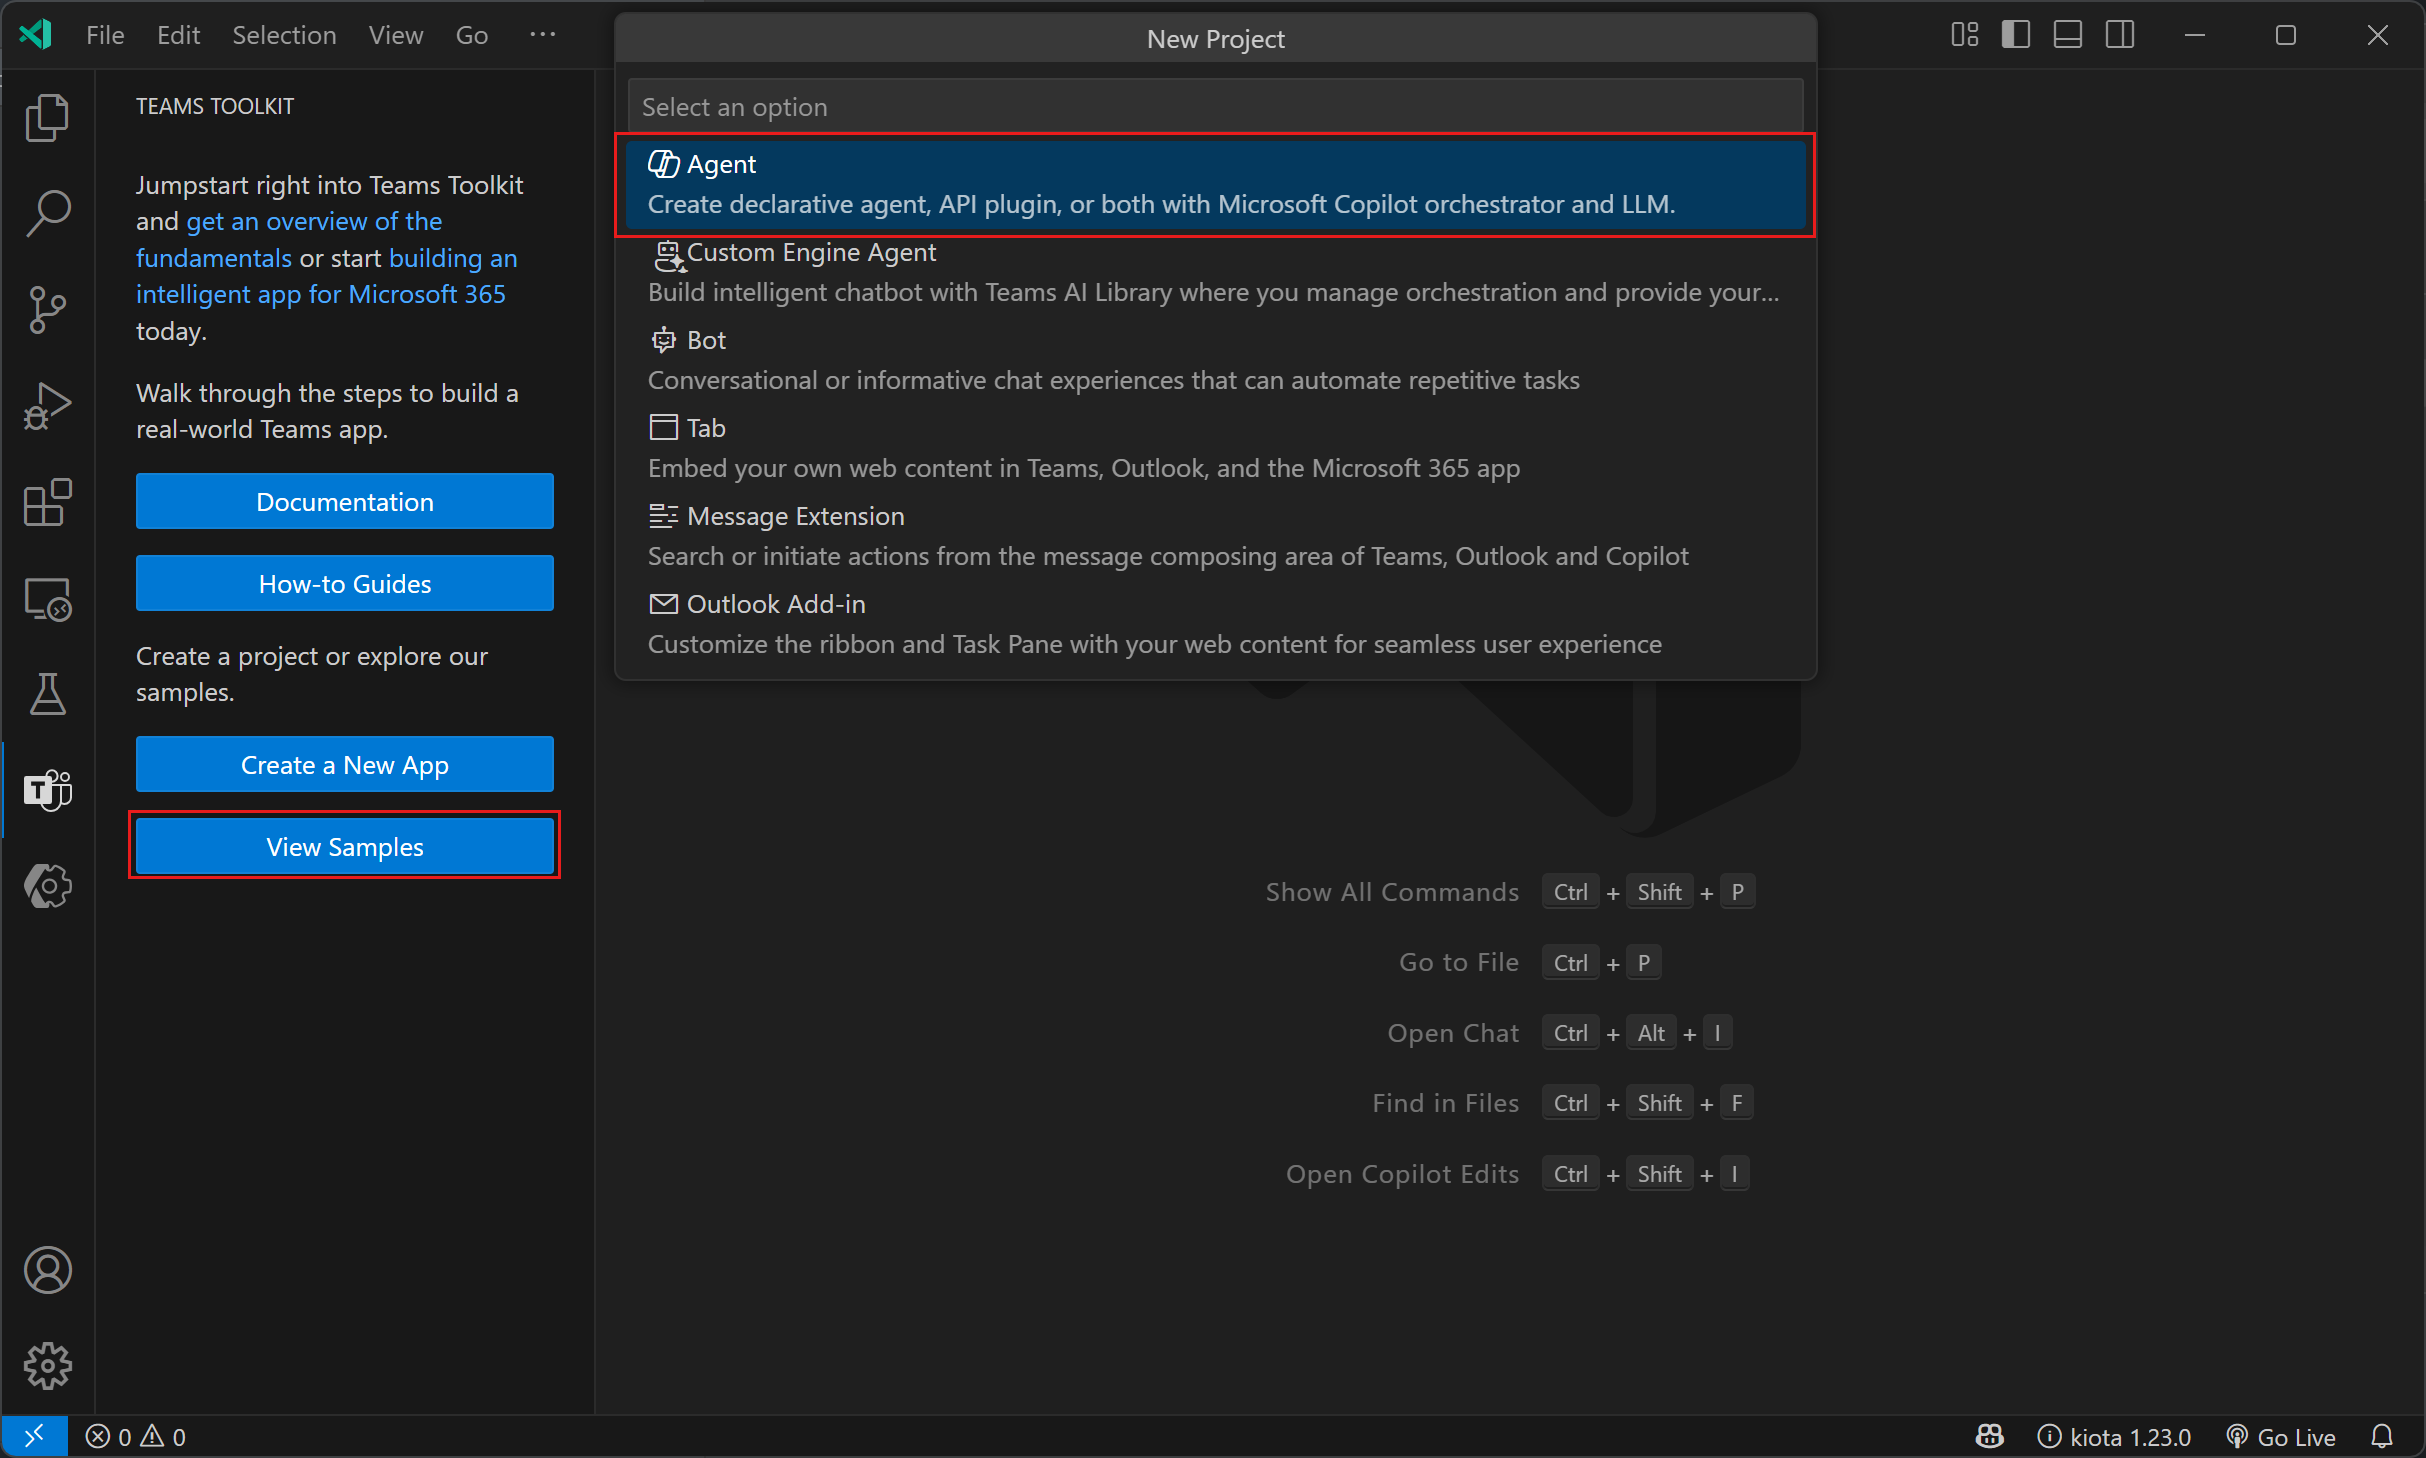 File Edit Selection View Go ···
New Project
TEAMS TOOLKIT
Jumpstart right into Teams Toolkit
and get an overview of the
fundamentals or start building an
intelligent app for Microsoft 365
today.
Walk through the steps to build a
real-world Teams app.
Documentation
How-to Guides
Create a project or explore our
samples.
Create a New App
View Samples
Select an option
Agent
Create declarative agent, API plugin, or both with Microsoft Copilot orchestrator and LLM.
Custom Engine Agent
Build intelligent chatbot with Teams AI Library where you manage orchestration and provide your...
Bot
Conversational or informative chat experiences that can automate repetitive tasks
Tab
Embed your own web content in Teams, Outlook, and the Microsoft 365 app
Message Extension
Search or initiate actions from the message composing area of Teams, Outlook and Copilot
Outlook Add-in
Customize the ribbon and Task Pane with your web content for seamless user experience
Show All Commands Ctrl + Shift + P
Go to File Ctrl + P
Open Chat Ctrl + Alt + I
Find in Files Ctrl + Shift + F
Open Copilot Edits Ctrl + Shift + I
0 0 kiota 1.23.0 Go Live